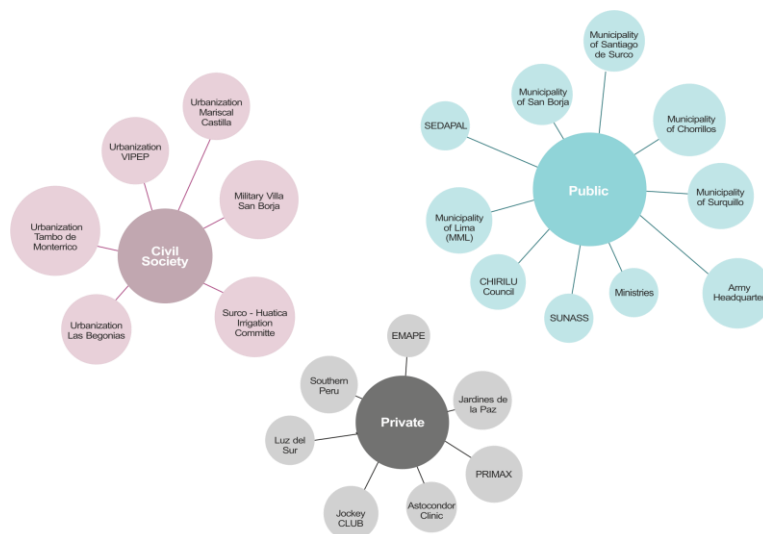 Urbanization
Mariscal
Castilla
Urbanization
VIPEP
Military Villa
San Borja
Urbanization
Tambo de
Monterrico
Civil
Society
Surco - Huatica
Irrigation
Committe
Urbanization
Las Begonias
Municipality
of Santiago
de Surco
Municipality
of San Borja
SEDAPAL
Municipality
of Chorrillos
Public
Municipality
of Surquillo
Municipality
of Lima
(MML)
CHIRILU
Council
SUNASS
Ministries
Army
Headquarter
EMAPE
Southern
Peru
Jardines de
la Paz
Private
Luz del
Sur
PRIMAX
Jockey
CLUB
Astocondor
Clinic